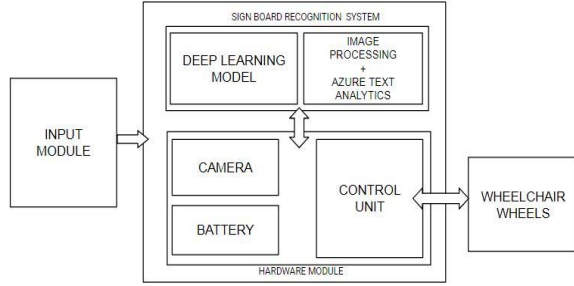 SIGN BOARD RECOGNITION SYSTEM
DEEP LEARNING
MODEL
IMAGE
PROCESSING
+
AZURE TEXT
ANALYTICS
INPUT
MODULE
CAMERA
BATTERY
CONTROL
UNIT
WHEELCHAIR
WHEELS
HARDWARE MODULE